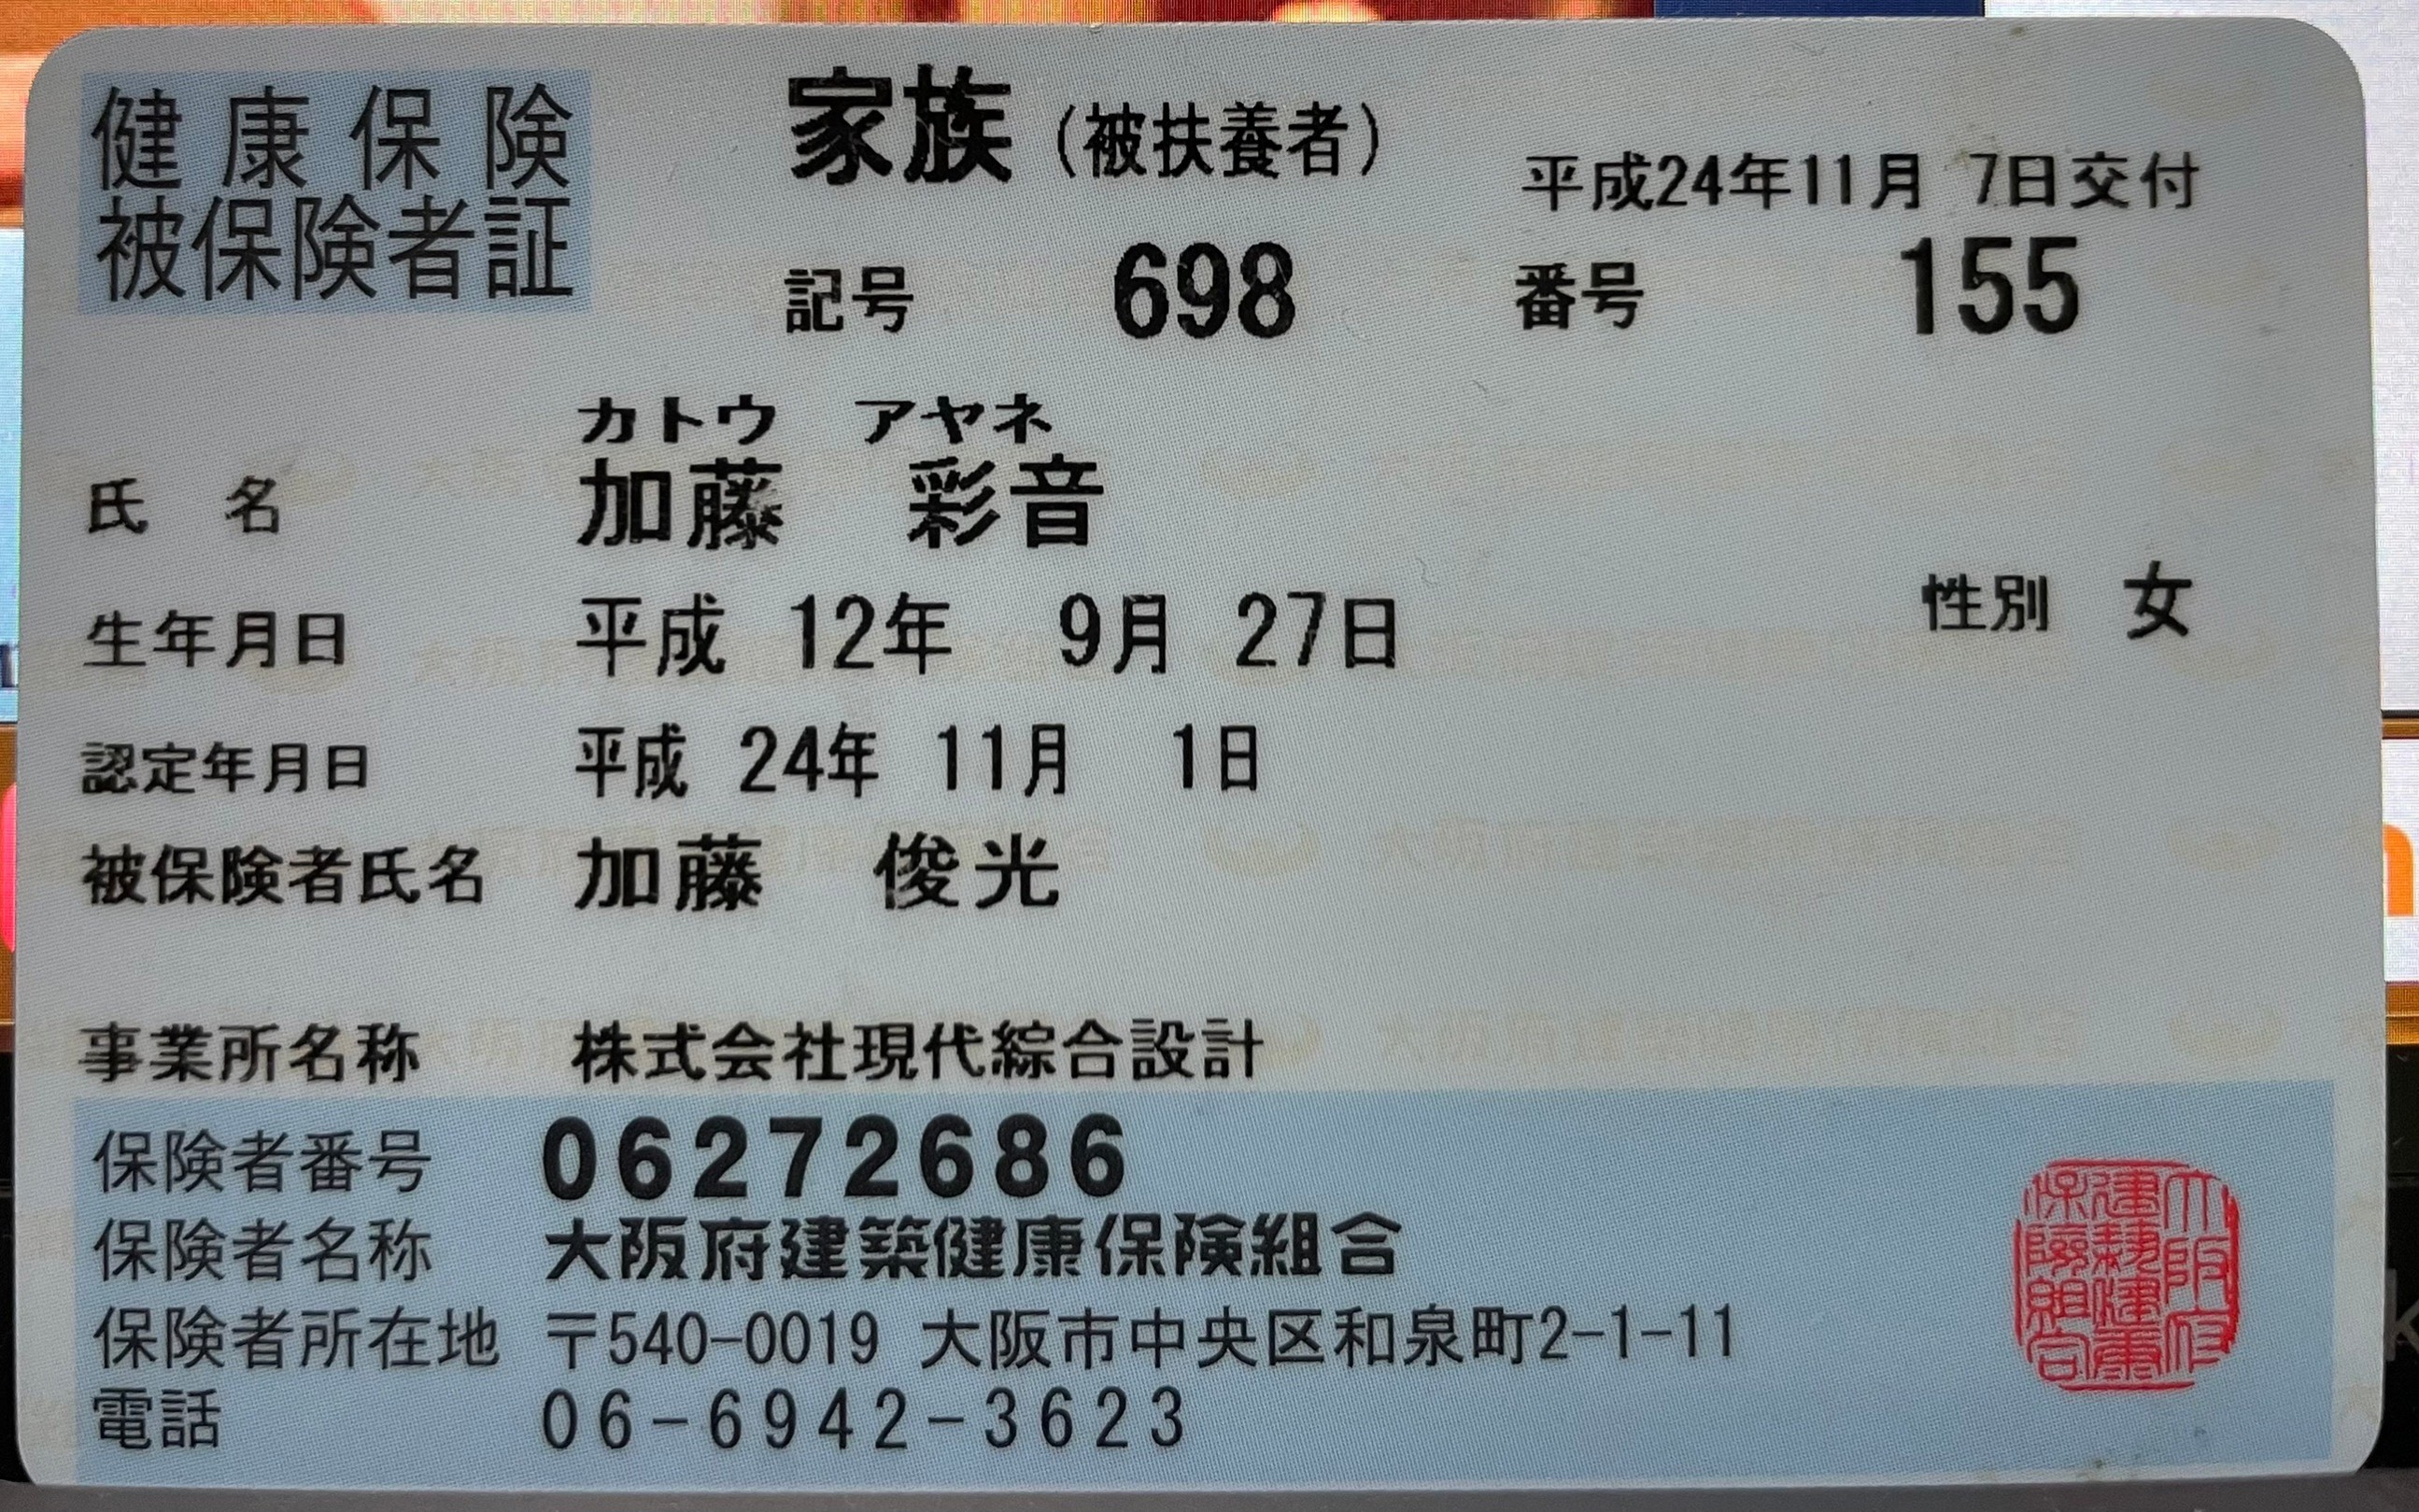 健康保険
被保険者証
家族（被扶養者）
平成24年11月 7日交付
記号 698 番号 155
カトウ アヤネ
氏 名 加藤 彩音
生年月日 平成 12年 9月 27日 性別 女
認定年月日 平成 24年 11月 1日
被保険者氏名 加藤 俊光
事業所名称 株式会社現代綜合設計
保険者番号 06272686
保険者名称 大阪府建築健康保険組合
保険者所在地 〒540-0019 大阪市中央区和泉町2-1-11
電話 06-6942-3623